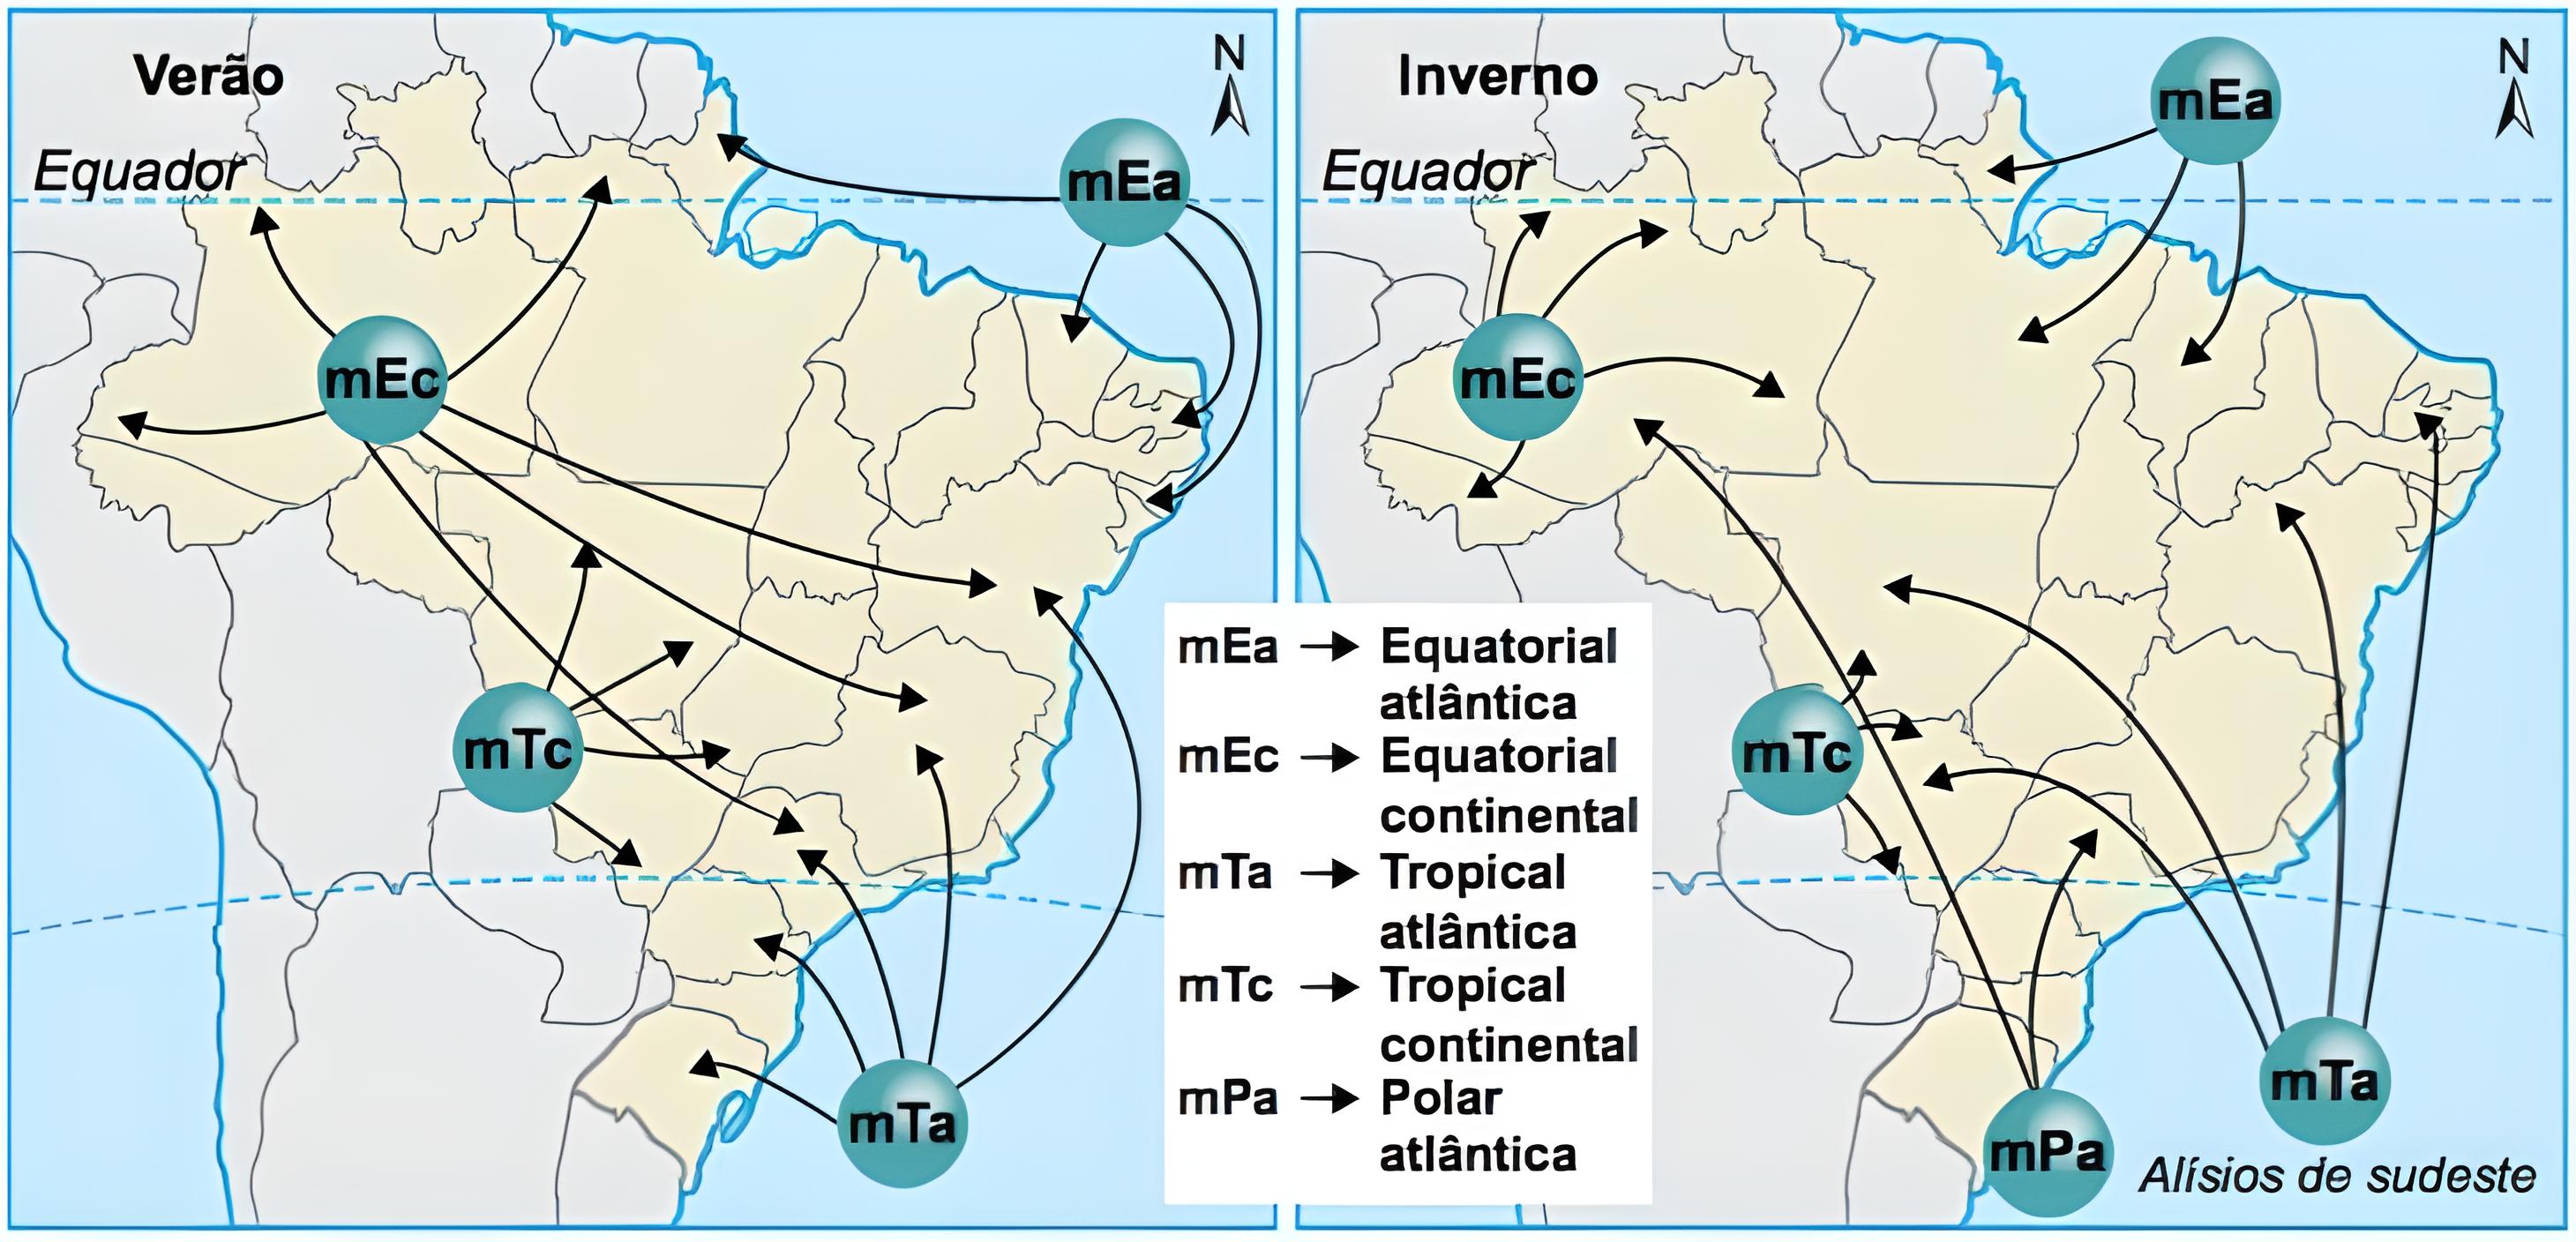 Verão
N
Equador
mEa
mEc
mTc
mTa
Inverno
N
Equador
mEa
mEc
mTc
mTa
mPa
Alísios de sudeste
mEa → Equatorial
atlântica
mEc → Equatorial
continental
mTa → Tropical
atlântica
mTc → Tropical
continental
mPa → Polar
atlântica